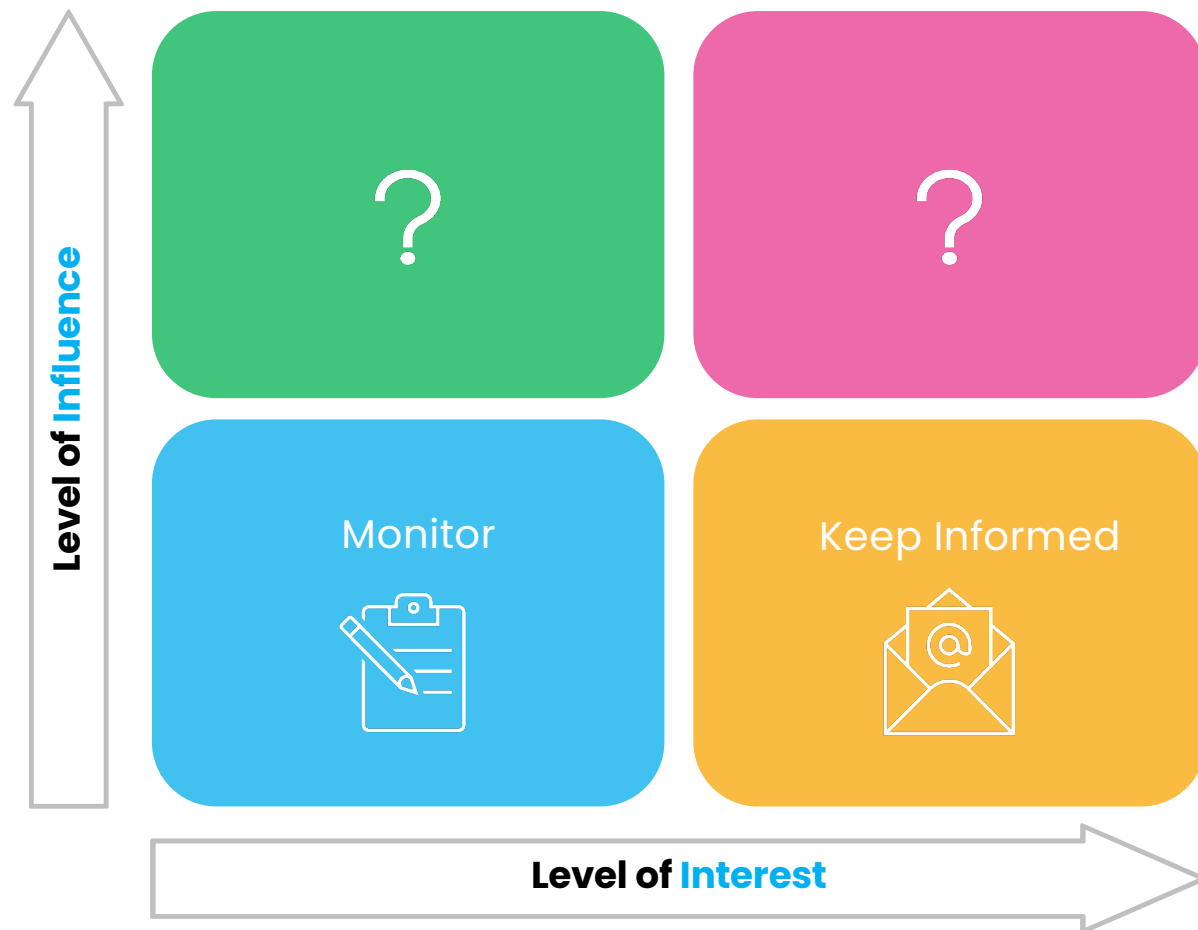 ?
?
Level of Influence
Monitor
Keep Informed
@
Level of Interest